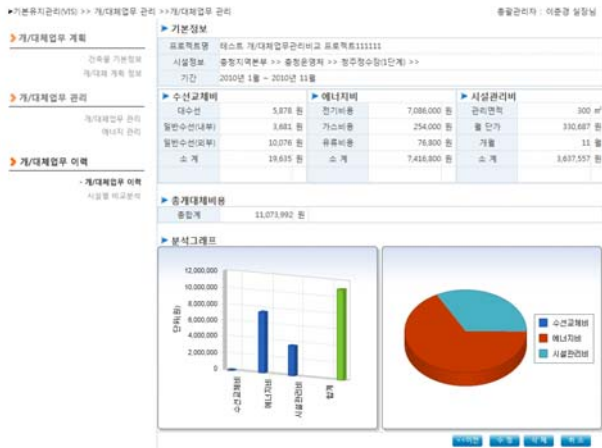 ▶기본유지관리(VIS) >> 개/대체업무 관리 >>개/대체업무 관리
총괄관리자 : 이준경 실장님
개/대체업무 계획
건축물 기본정보
개/대체 계획 정보
개/대체업무 관리
개/대체업무 관리
에너지 관리
개/대체업무 이력
· 개/대체업무 이력
시설별 비교분석
▶ 기본정보
프로젝트명 테스트 개/대체업무관리비교 프로젝트111111
시설정보 충청지역본부 >> 충청운영처 >> 청주정수장(1단계) >>
기간 2010년 1월 ~ 2010년 11월
▶ 수선교체비
대수선 5,878 원
일반수선(내부) 3,681 원
일반수선(외부) 10,076 원
소 계 19,635 원
▶ 에너지비
전기비용 7,086,000 원
가스비용 254,000 원
유류비용 76,800 원
소 계 7,416,800 원
▶ 시설관리비
관리면적 300 ㎡
월 단가 330,687 원
개월 11 월
소 계 3,637,557 원
▶ 총개대체비용
총합계 11,073,992 원
▶ 분석그래프
단위(원)
12,000,000
10,000,000
8,000,000
6,000,000
4,000,000
2,000,000
0
수선교체비
에너지비
시설관리비
합계
수선교체비
에너지비
시설관리비
수 정
삭 제